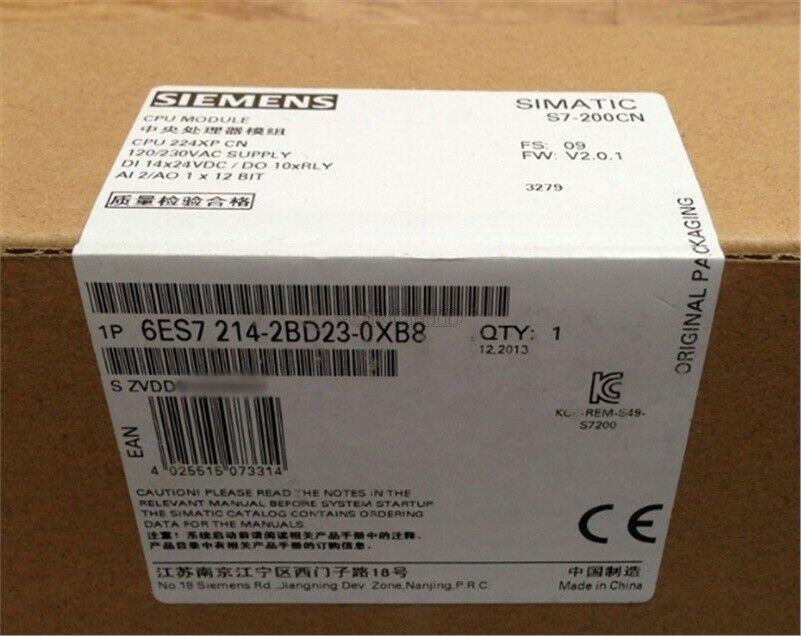 SIEMENS
SIMATIC
S7-200CN
CPU MODULE
中央处理器模组
CPU 224XP CN
120/230VAC SUPPLY
DI 14x24VDC / DO 10xRLY
AI 2/AO 1 x 12 BIT
FS: 09
FW: V2.0.1
3279
质量检验合格
ORIGINAL PACKAGING
1P 6ES7 214-2BD23-0XB8
QTY: 1
12.2013
S ZVDD
EAN
4 025515 073314
KCC-REM-S49-
S7200
CAUTION! PLEASE READ THE NOTES IN THE
RELEVANT MANUAL BEFORE SYSTEM STARTUP
THE SIMATIC CATALOG CONTAINS ORDERING
DATA FOR THE MANUALS.
注意！系统启动前请阅读相关产品手册中的注释。
产品目录中有相关产品手册的订购信息。
CE
江苏南京江宁区西门子路18号
No.18 Siemens Rd.,Jiangning Dev. Zone,Nanjing,P.R.C.
中国制造
Made in China